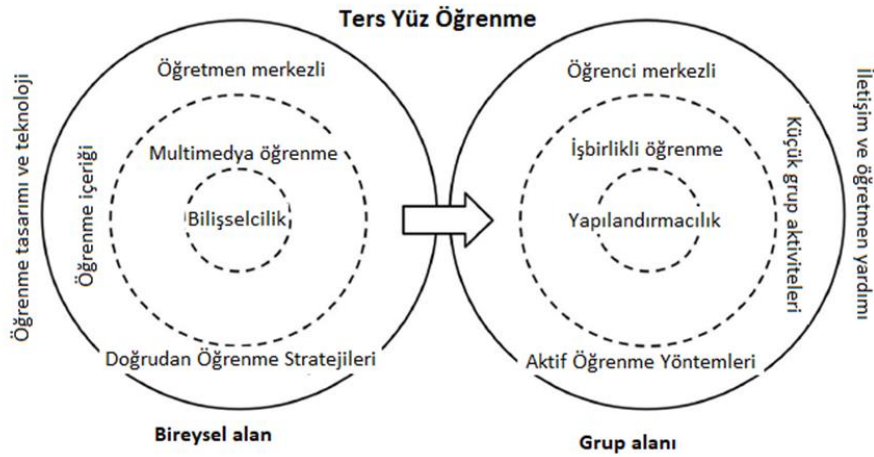 Ters Yüz Öğrenme
Öğrenme tasarımı ve teknoloji
Öğretmen merkezli
Öğrenme içeriği
Multimedya öğrenme
Bilişselcilik
Doğrudan Öğrenme Stratejileri
Bireysel alan
Öğrenci merkezli
İşbirlikli öğrenme
Yapılandırmacılık
Küçük grup aktiviteleri
Aktif Öğrenme Yöntemleri
Grup alanı
İletişim ve öğretmen yardımı